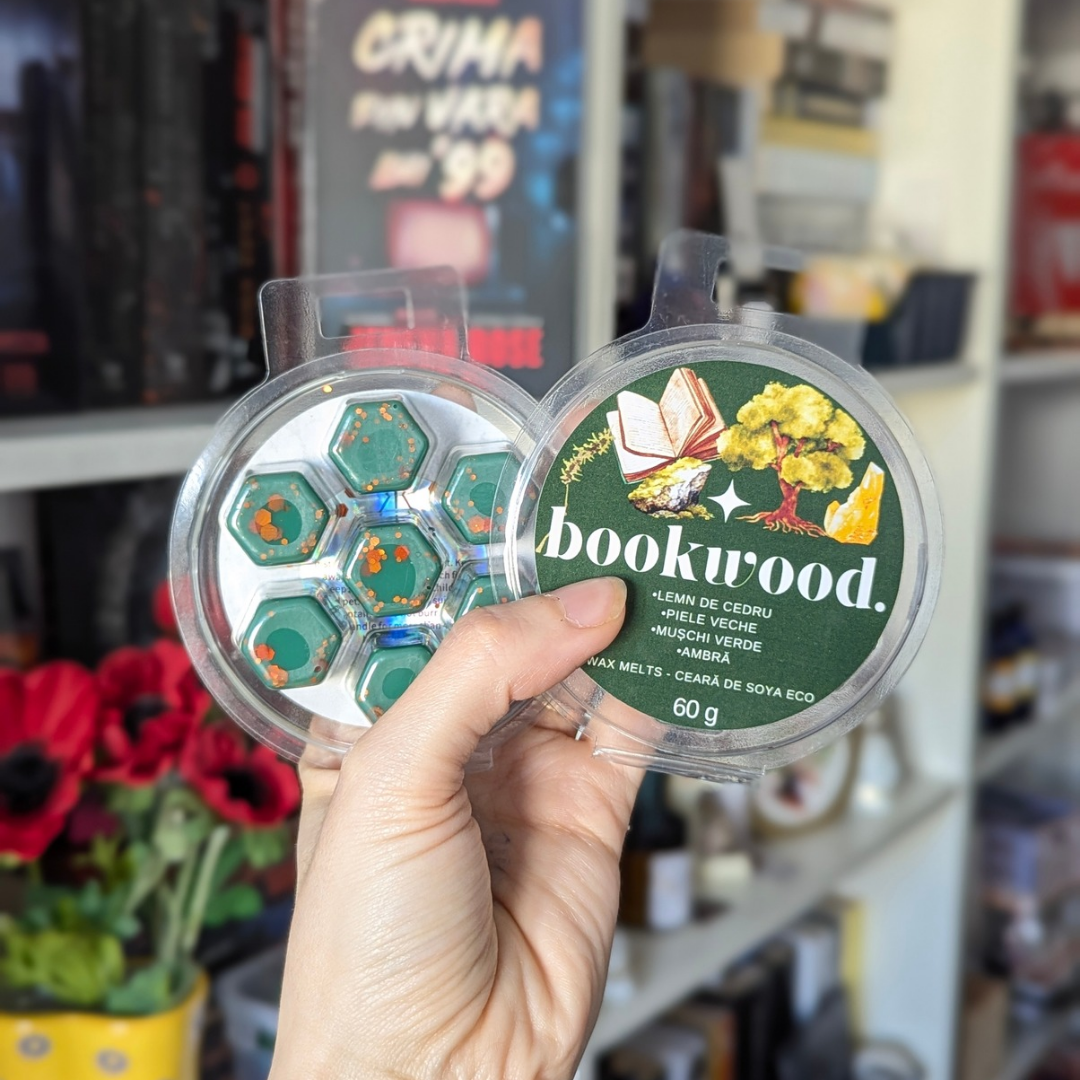 CRIMA
DIN VARA
LUI '99
bookwood.
•LEMN DE CEDRU
•PIELE VECHE
•MUȘCHI VERDE
•AMBRĂ
WAX MELTS - CEARĂ DE SOYA ECO
60 g